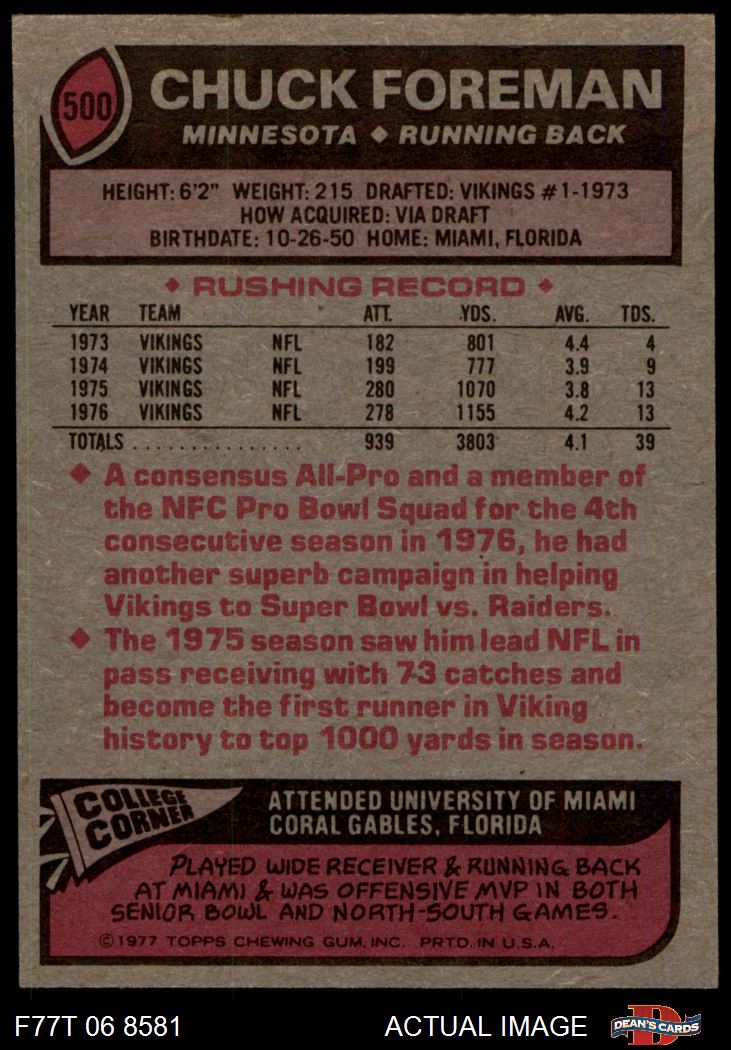 500
CHUCK FOREMAN
MINNESOTA ◆ RUNNING BACK
HEIGHT: 6'2" WEIGHT: 215 DRAFTED: VIKINGS #1-1973
HOW ACQUIRED: VIA DRAFT
BIRTHDATE: 10-26-50 HOME: MIAMI, FLORIDA
◆ RUSHING RECORD ◆
YEAR TEAM ATT. YDS. AVG. TDS.
1973 VIKINGS NFL 182 801 4.4 4
1974 VIKINGS NFL 199 777 3.9 9
1975 VIKINGS NFL 280 1070 3.8 13
1976 VIKINGS NFL 278 1155 4.2 13
TOTALS ................ 939 3803 4.1 39
◆ A consensus All-Pro and a member of
the NFC Pro Bowl Squad for the 4th
consecutive season in 1976, he had
another superb campaign in helping
Vikings to Super Bowl vs. Raiders.
◆ The 1975 season saw him lead NFL in
pass receiving with 73 catches and
become the first runner in Viking
history to top 1000 yards in season.
COLLEGE
CORNER
ATTENDED UNIVERSITY OF MIAMI
CORAL GABLES, FLORIDA
PLAYED WIDE RECEIVER & RUNNING BACK
AT MIAMI & WAS OFFENSIVE MVP IN BOTH
SENIOR BOWL AND NORTH-SOUTH GAMES.
©1977 TOPPS CHEWING GUM, INC. PRTD. IN U.S.A.
F77T 06 8581 ACTUAL IMAGE
D
DEAN'S CARDS